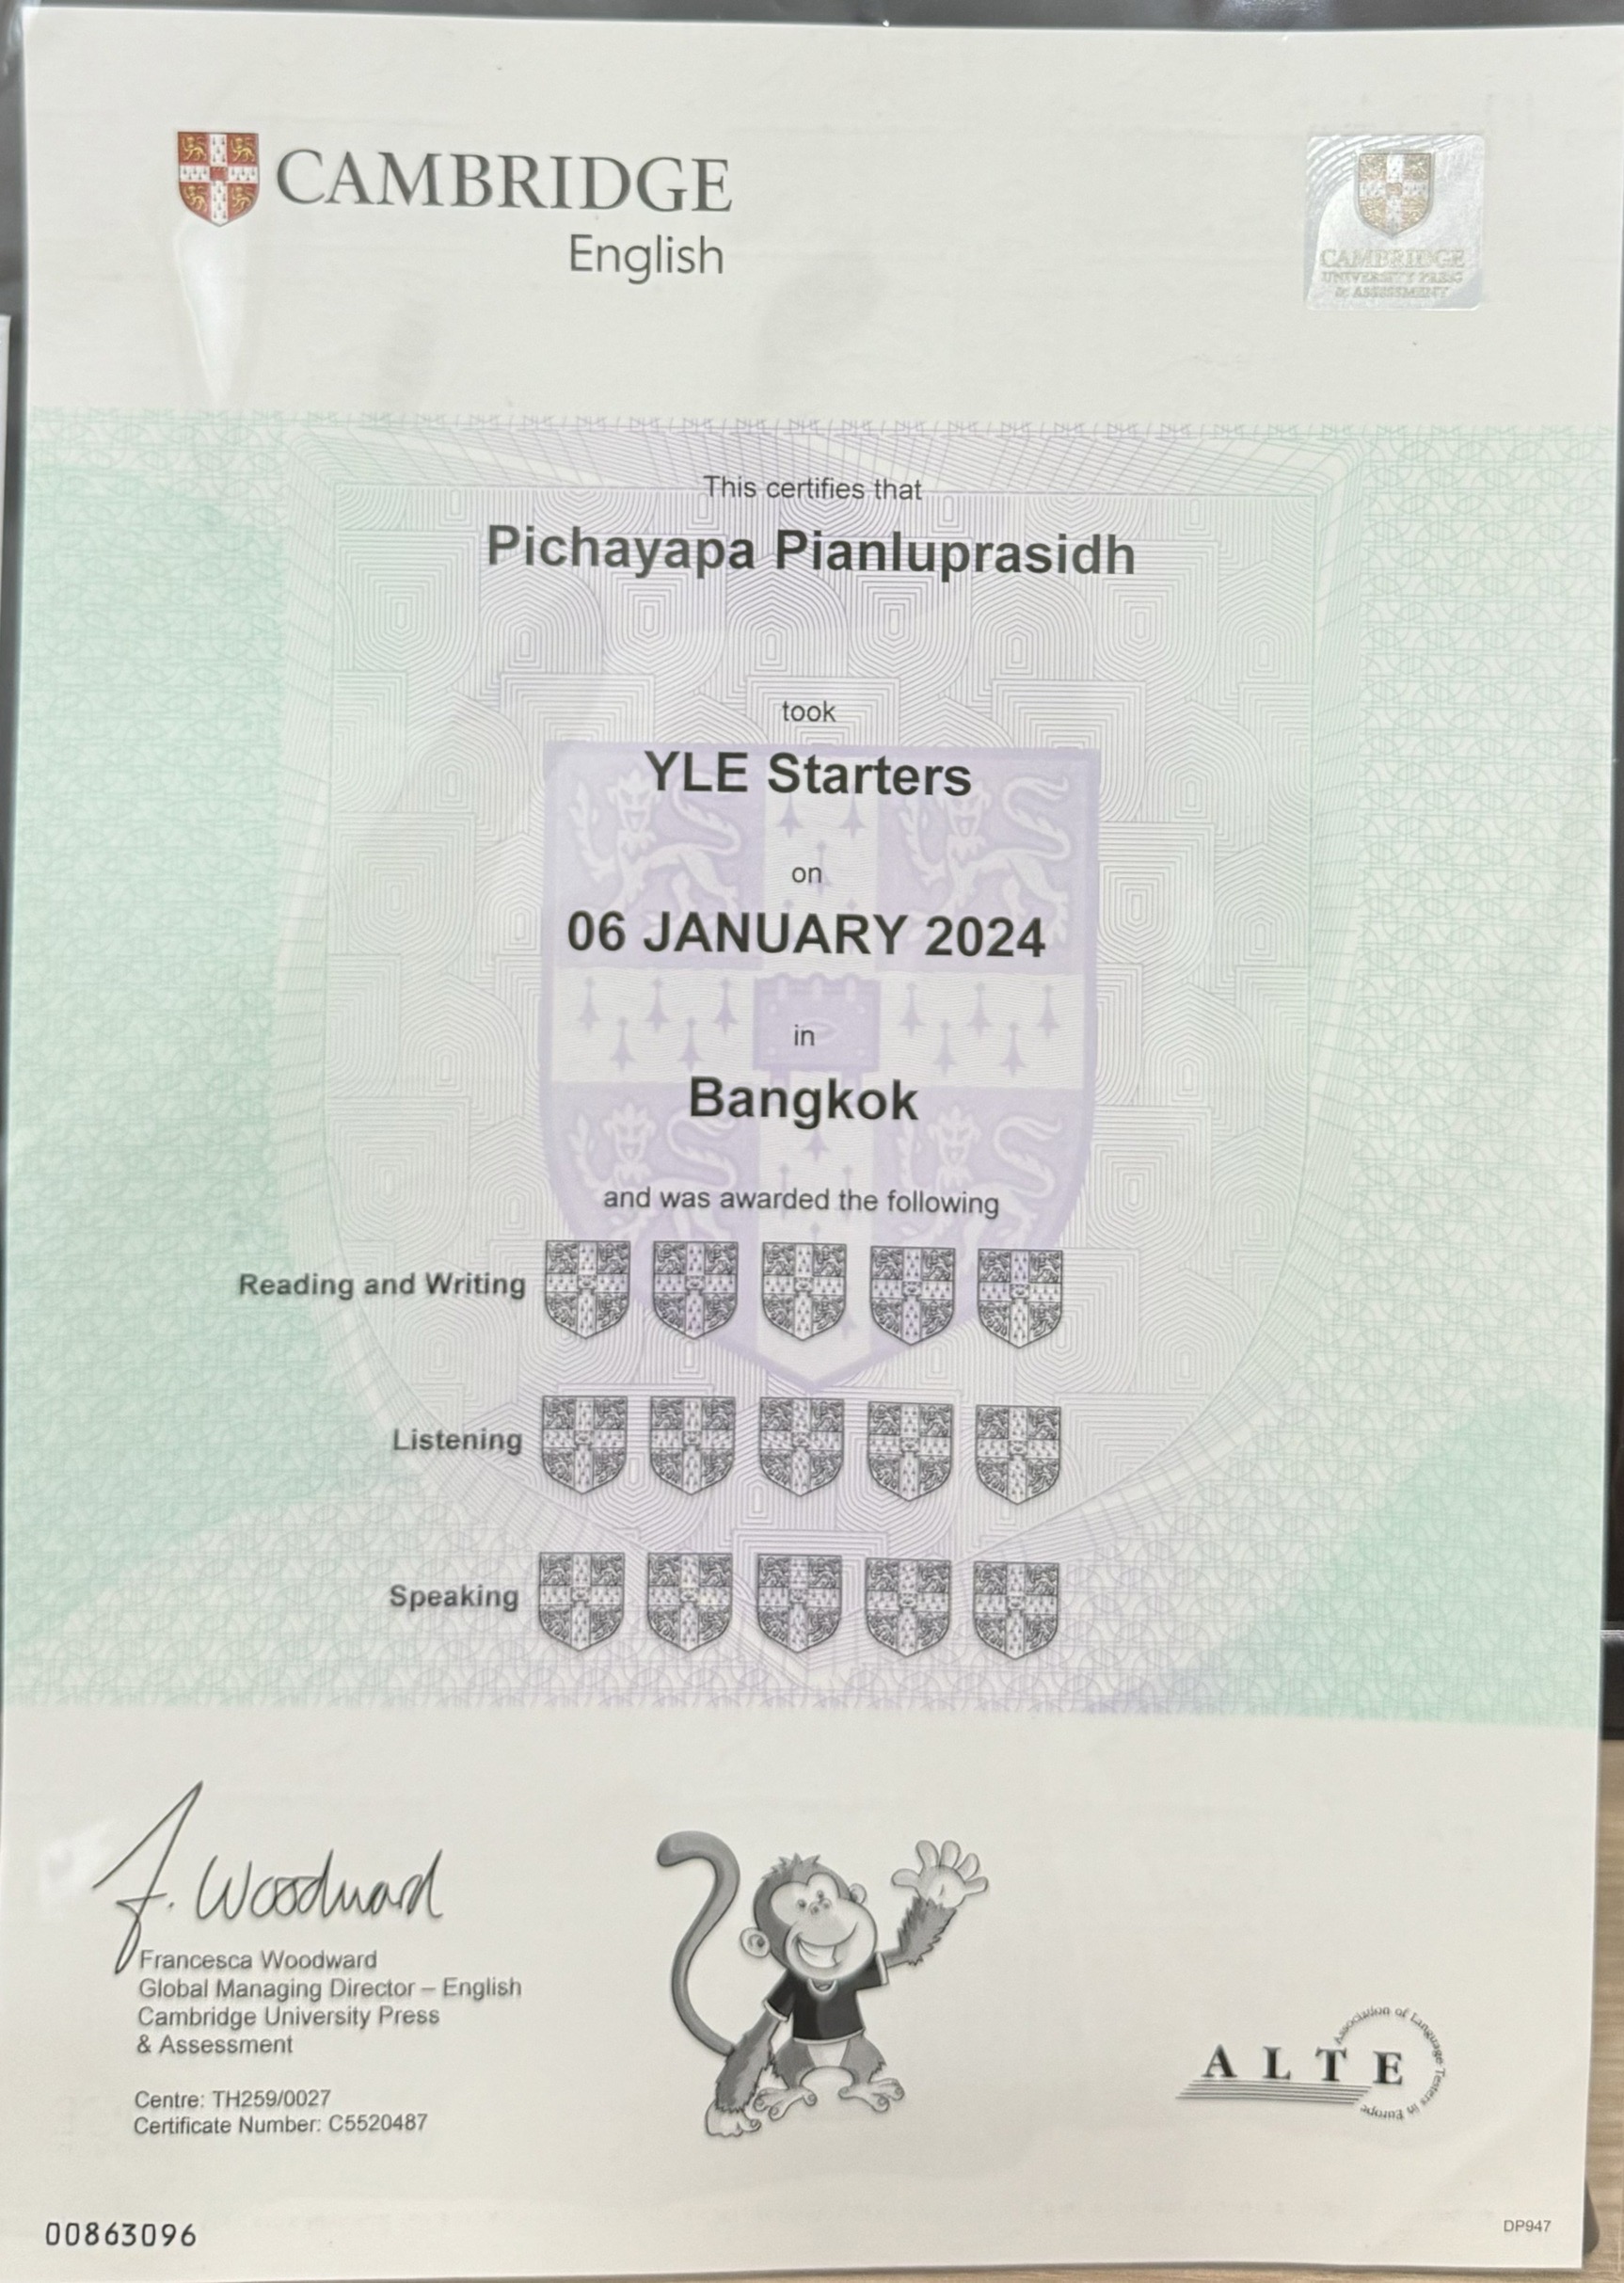 CAMBRIDGE
English
CAMBRIDGE
UNIVERSITY PRESS
& ASSESSMENT
This certifies that
Pichayapa Pianluprasidh
took
YLE Starters
on
06 JANUARY 2024
in
Bangkok
and was awarded the following
Reading and Writing
Listening
Speaking
F. Woodward
Francesca Woodward
Global Managing Director – English
Cambridge University Press
& Assessment
Centre: TH259/0027
Certificate Number: C5520487
ALTE
Association of Language Testers in Europe
00863096
DP947